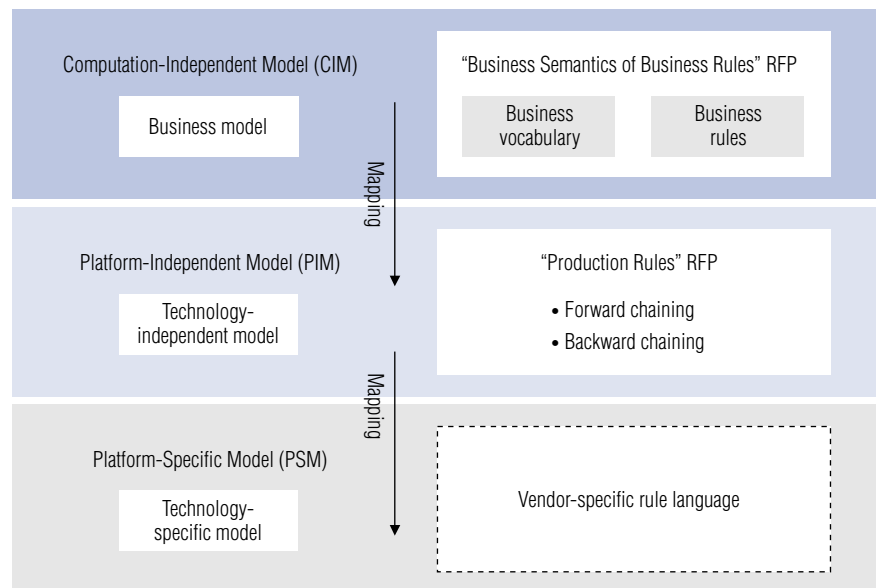 Computation-Independent Model (CIM)
Business model
“Business Semantics of Business Rules” RFP
Business
vocabulary
Business
rules
Mapping
Platform-Independent Model (PIM)
Technology-
independent model
“Production Rules” RFP
• Forward chaining
• Backward chaining
Mapping
Platform-Specific Model (PSM)
Technology-
specific model
Vendor-specific rule language